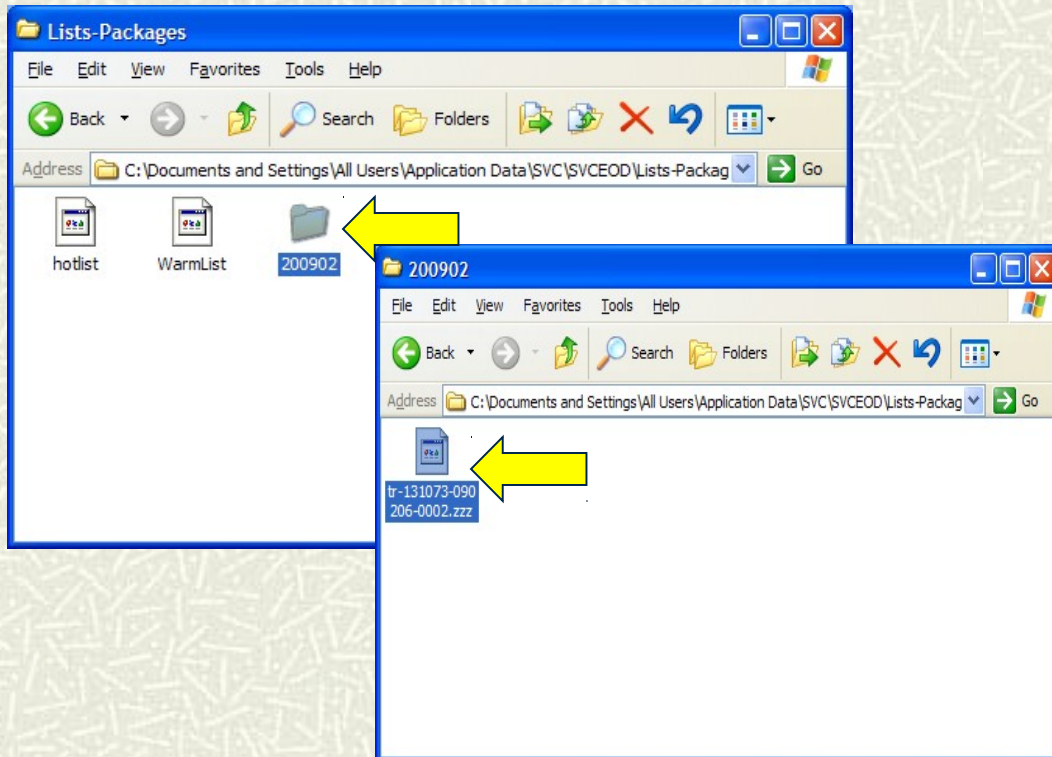 Lists-Packages
File Edit View Favorites Tools Help
Back Search Folders
Address C:\Documents and Settings\All Users\Application Data\SVC\SVCEOD\Lists-Packag Go
hotlist WarmList 200902
200902
File Edit View Favorites Tools Help
Back Search Folders
Address C:\Documents and Settings\All Users\Application Data\SVC\SVCEOD\Lists-Packag Go
tr-131073-090
206-0002.zzz